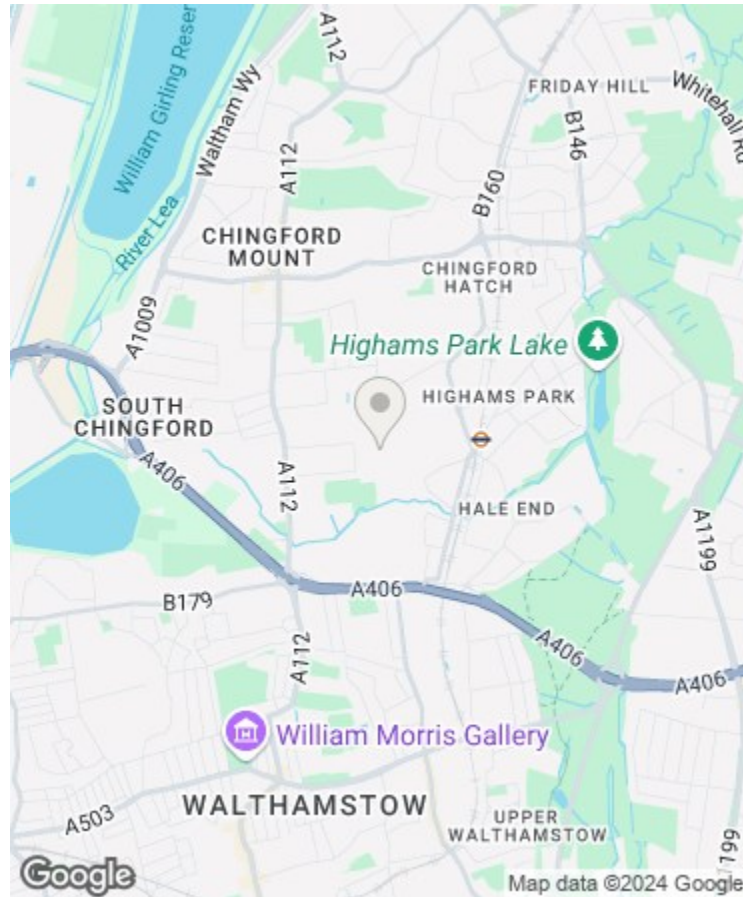 A112
William Girling Reser
Waltham Wy
FRIDAY HILL
Whitehall Rd
B146
A112
River Lea
B160
CHINGFORD
MOUNT
CHINGFORD
HATCH
A1009
Highams Park Lake
HIGHAMS PARK
SOUTH
CHINGFORD
A406
A112
HALE END
A1199
A406
B179
A112
A406
A406
William Morris Gallery
WALTHAMSTOW
A503
UPPER
WALTHAMSTOW
1199
Google
Map data ©2024 Google